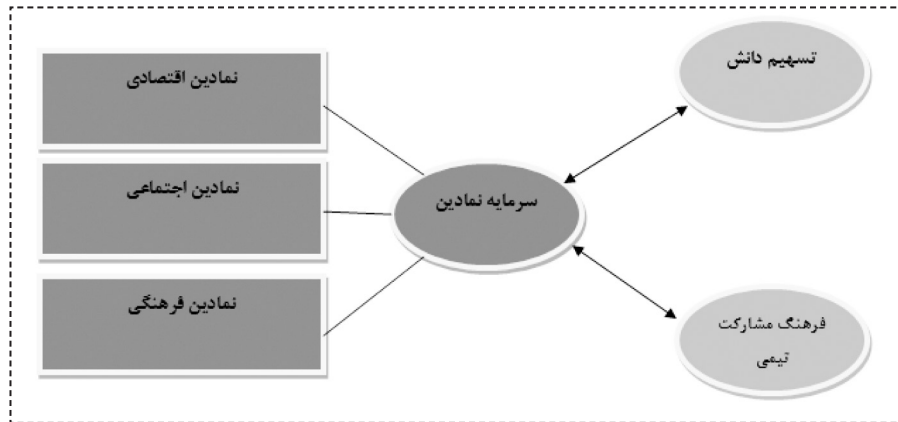 نمادین اقتصادی
تسهیم دانش
نمادین اجتماعی
سرمایه نمادین
نمادین فرهنگی
فرهنگ مشارکت
تیمی